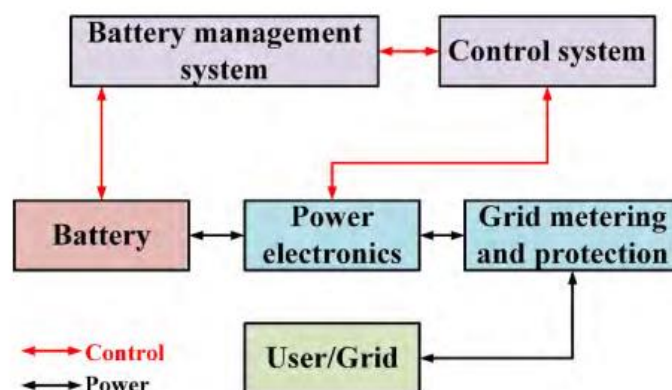 Battery management
system
Control system
Battery
Power
electronics
Grid metering
and protection
User/Grid
Control
Power